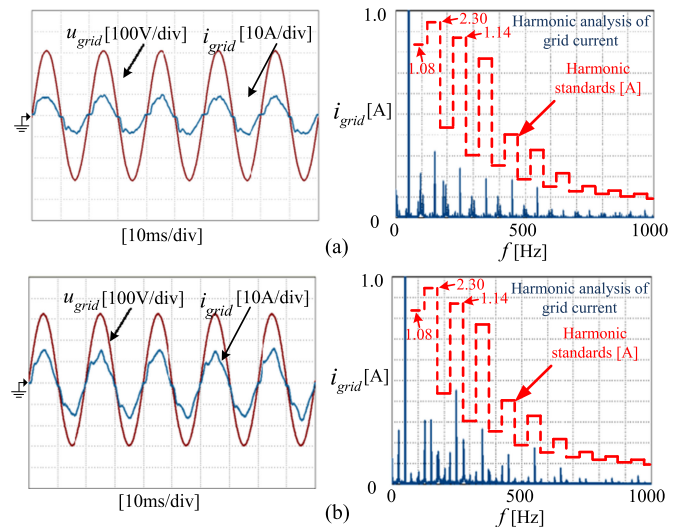 u_grid [100V/div]
i_grid [10A/div]
[10ms/div]
1.0
2.30
1.14
1.08
Harmonic analysis of
grid current
Harmonic
standards [A]
i_grid [A]
0
0
500
1000
f [Hz]
(a)
u_grid [100V/div]
i_grid [10A/div]
[10ms/div]
1.0
2.30
1.14
1.08
Harmonic analysis of
grid current
Harmonic
standards [A]
i_grid [A]
0
0
500
1000
f [Hz]
(b)